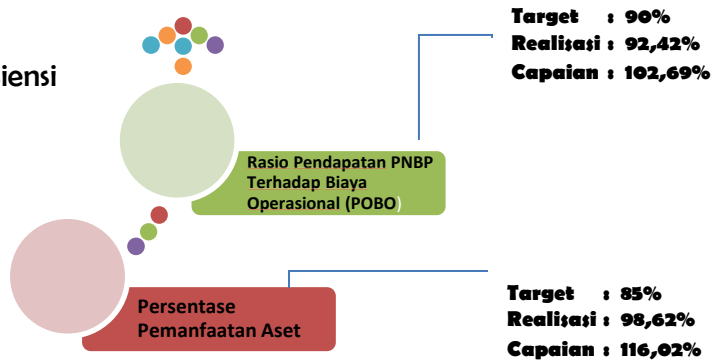 Target : 90%
Realisasi : 92,42%
Capaian : 102,69%
iensi
Rasio Pendapatan PNBP
Terhadap Biaya
Operasional (POBO)
Persentase
Pemanfaatan Aset
Target : 85%
Realisasi : 98,62%
Capaian : 116,02%